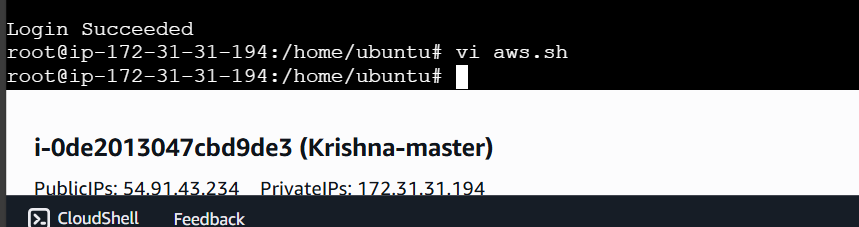 Login Succeeded
root@ip-172-31-31-194:/home/ubuntu# vi aws.sh
root@ip-172-31-31-194:/home/ubuntu#
i-0de2013047cbd9de3 (Krishna-master)
PublicIPs: 54.91.43.234 PrivateIPs: 172.31.31.194
CloudShell Feedback